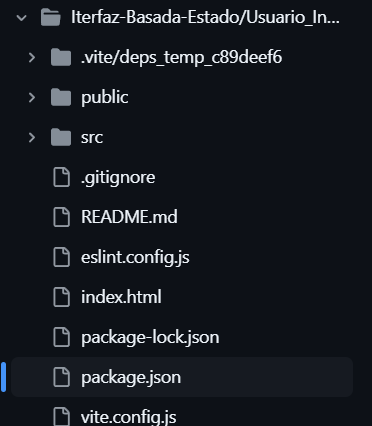 Iterfaz-Basada-Estado/Usuario_In...
.vite/deps_temp_c89deef6
public
src
.gitignore
README.md
eslint.config.js
index.html
package-lock.json
package.json
vite.config.js